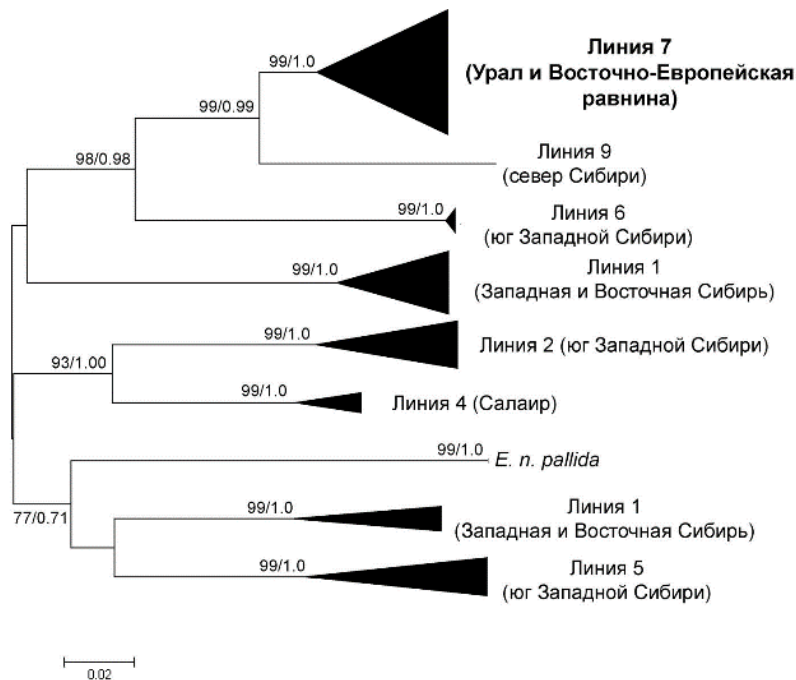 99/1.0
Линия 7
(Урал и Восточно-Европейская
равнина)
99/0.99
98/0.98
Линия 9
(север Сибири)
99/1.0
Линия 6
(юг Западной Сибири)
99/1.0
Линия 1
(Западная и Восточная Сибирь)
99/1.0
Линия 2 (юг Западной Сибири)
93/1.00
99/1.0
Линия 4 (Салаир)
99/1.0
E. n. pallida
77/0.71
99/1.0
Линия 1
(Западная и Восточная Сибирь)
99/1.0
Линия 5
(юг Западной Сибири)
0.02